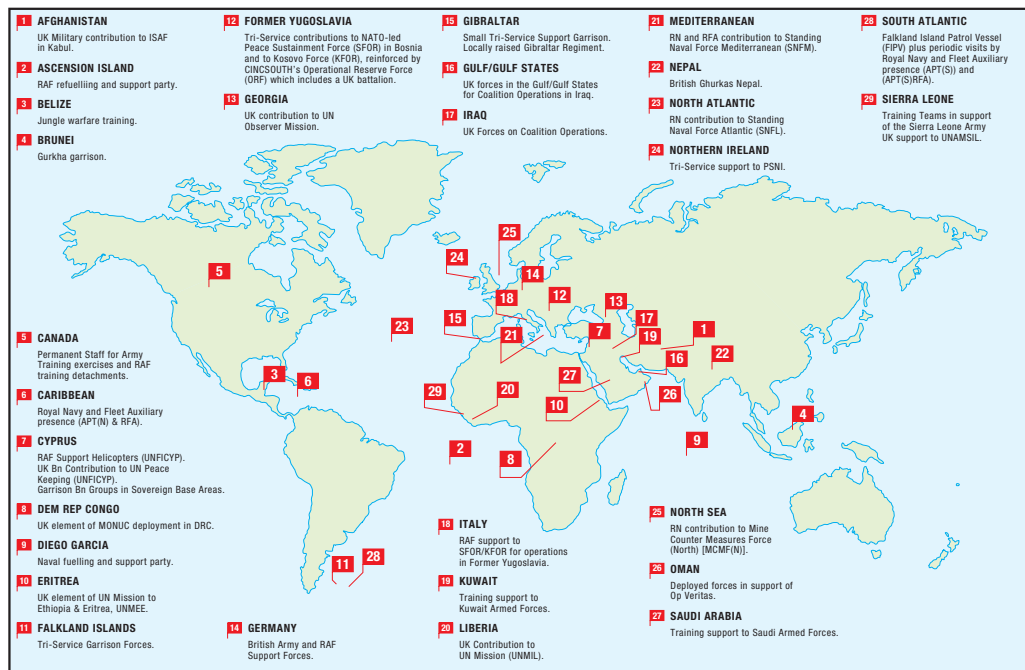 1 AFGHANISTAN
UK Military contribution to ISAF
in Kabul.
2 ASCENSION ISLAND
RAF refuelliing and support party.
3 BELIZE
Jungle warfare training.
4 BRUNEI
Gurkha garrison.
12 FORMER YUGOSLAVIA
Tri-Service contributions to NATO-led
Peace Sustainment Force (SFOR) in Bosnia
and to Kosovo Force (KFOR), reinforced by
CINCSOUTH's Operational Reserve Force
(ORF) which includes a UK battalion.
13 GEORGIA
UK contribution to UN
Observer Mission.
15 GIBRALTAR
Small Tri-Service Support Garrison.
Locally raised Gibraltar Regiment.
16 GULF/GULF STATES
UK forces in the Gulf/Gulf States
for Coalition Operations in Iraq.
17 IRAQ
UK Forces on Coalition Operations.
21 MEDITERRANEAN
RN and RFA contribution to Standing
Naval Force Mediterranean (SNFM).
22 NEPAL
British Ghurkas Nepal.
23 NORTH ATLANTIC
RN contribution to Standing
Naval Force Atlantic (SNFL).
24 NORTHERN IRELAND
Tri-Service support to PSNI.
28 SOUTH ATLANTIC
Falkland Island Patrol Vessel
(FIPV) plus periodic visits by
Royal Navy and Fleet Auxiliary
presence (APT(S)) and
(APT(S)RFA).
29 SIERRA LEONE
Training Teams in support
of the Sierra Leone Army
UK support to UNAMSIL.
25
24
5
14
18
12
13
15
23
21
7
17
19
1
16
22
3
6
27
29
20
10
26
4
2
8
9
11
28
5 CANADA
Permanent Staff for Army
Training exercises and RAF
training detachments.
6 CARIBBEAN
Royal Navy and Fleet Auxiliary
presence (APT(N) & RFA).
7 CYPRUS
RAF Support Helicopters (UNFICYP).
UK Bn Contribution to UN Peace
Keeping (UNFICYP).
Garrison Bn Groups in Sovereign Base Areas.
8 DEM REP CONGO
UK element of MONUC deployment in DRC.
9 DIEGO GARCIA
Naval fuelling and support party.
10 ERITREA
UK element of UN Mission to
Ethiopia & Eritrea, UNMEE.
11 FALKLAND ISLANDS
Tri-Service Garrison Forces.
14 GERMANY
British Army and RAF
Support Forces.
18 ITALY
RAF support to
SFOR/KFOR for operations
in Former Yugoslavia.
19 KUWAIT
Training support to
Kuwait Armed Forces.
20 LIBERIA
UK Contribution to
UN Mission (UNMIL).
25 NORTH SEA
RN contribution to Mine
Counter Measures Force
(North) [MCMF(N)].
26 OMAN
Deployed forces in support of
Op Veritas.
27 SAUDI ARABIA
Training support to Saudi Armed Forces.